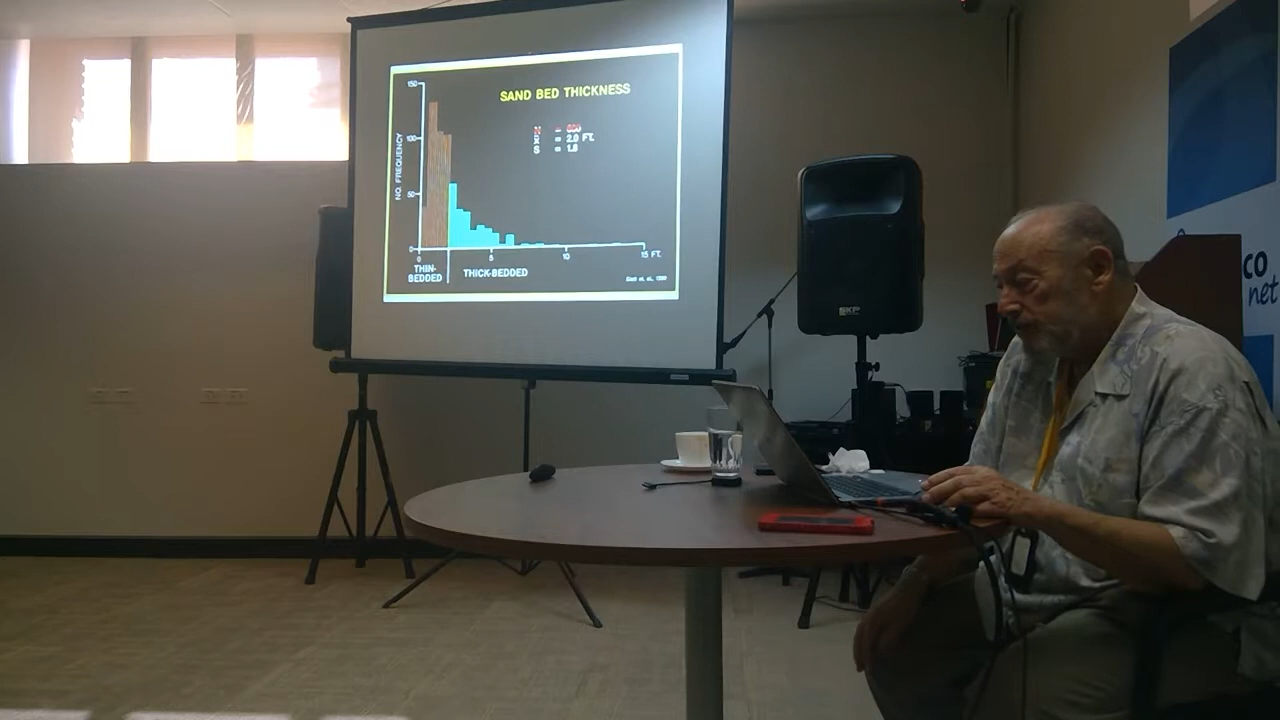 SAND BED THICKNESS
150
= 2.0 FT.
S = 1.8
100
NO. FREQUENCY
50
0
0 5 10 15 FT.
THIN-
BEDDED
THICK-BEDDED
SKP
co
net